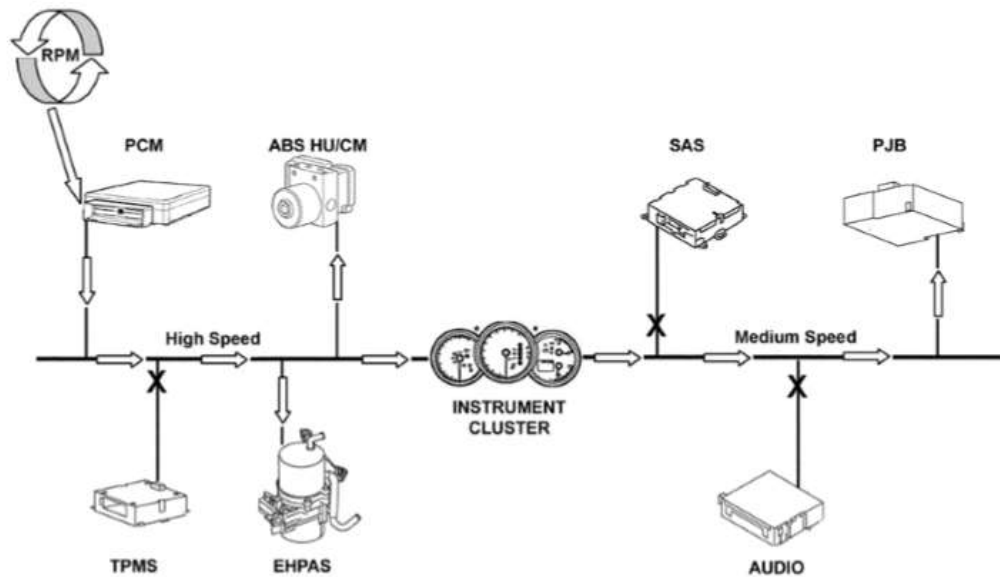 RPM
PCM
ABS HU/CM
SAS
PJB
High Speed
Medium Speed
X
X
X
INSTRUMENT
CLUSTER
TPMS
EHPAS
AUDIO